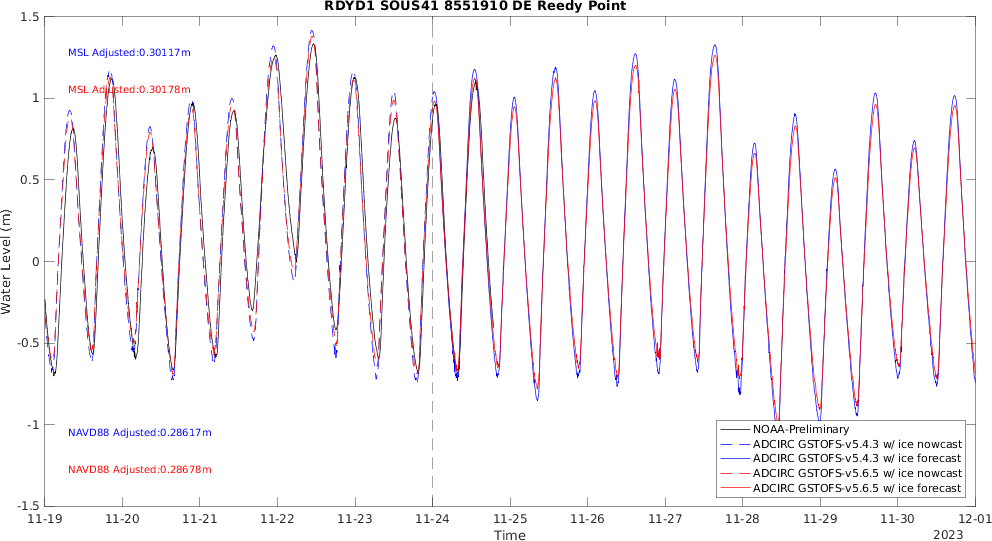 RDYD1 SOUS41 8551910 DE Reedy Point
1.5
1
0.5
0
-0.5
-1
-1.5
Water Level (m)
MSL Adjusted:0.30117m
MSL Adjusted:0.30178m
NAVD88 Adjusted:0.28617m
NAVD88 Adjusted:0.28678m
NOAA-Preliminary
ADCIRC GSTOFS-v5.4.3 w/ ice nowcast
ADCIRC GSTOFS-v5.4.3 w/ ice forecast
ADCIRC GSTOFS-v5.6.5 w/ ice nowcast
ADCIRC GSTOFS-v5.6.5 w/ ice forecast
11-19 11-20 11-21 11-22 11-23 11-24 11-25 11-26 11-27 11-28 11-29 11-30 12-01
Time
2023